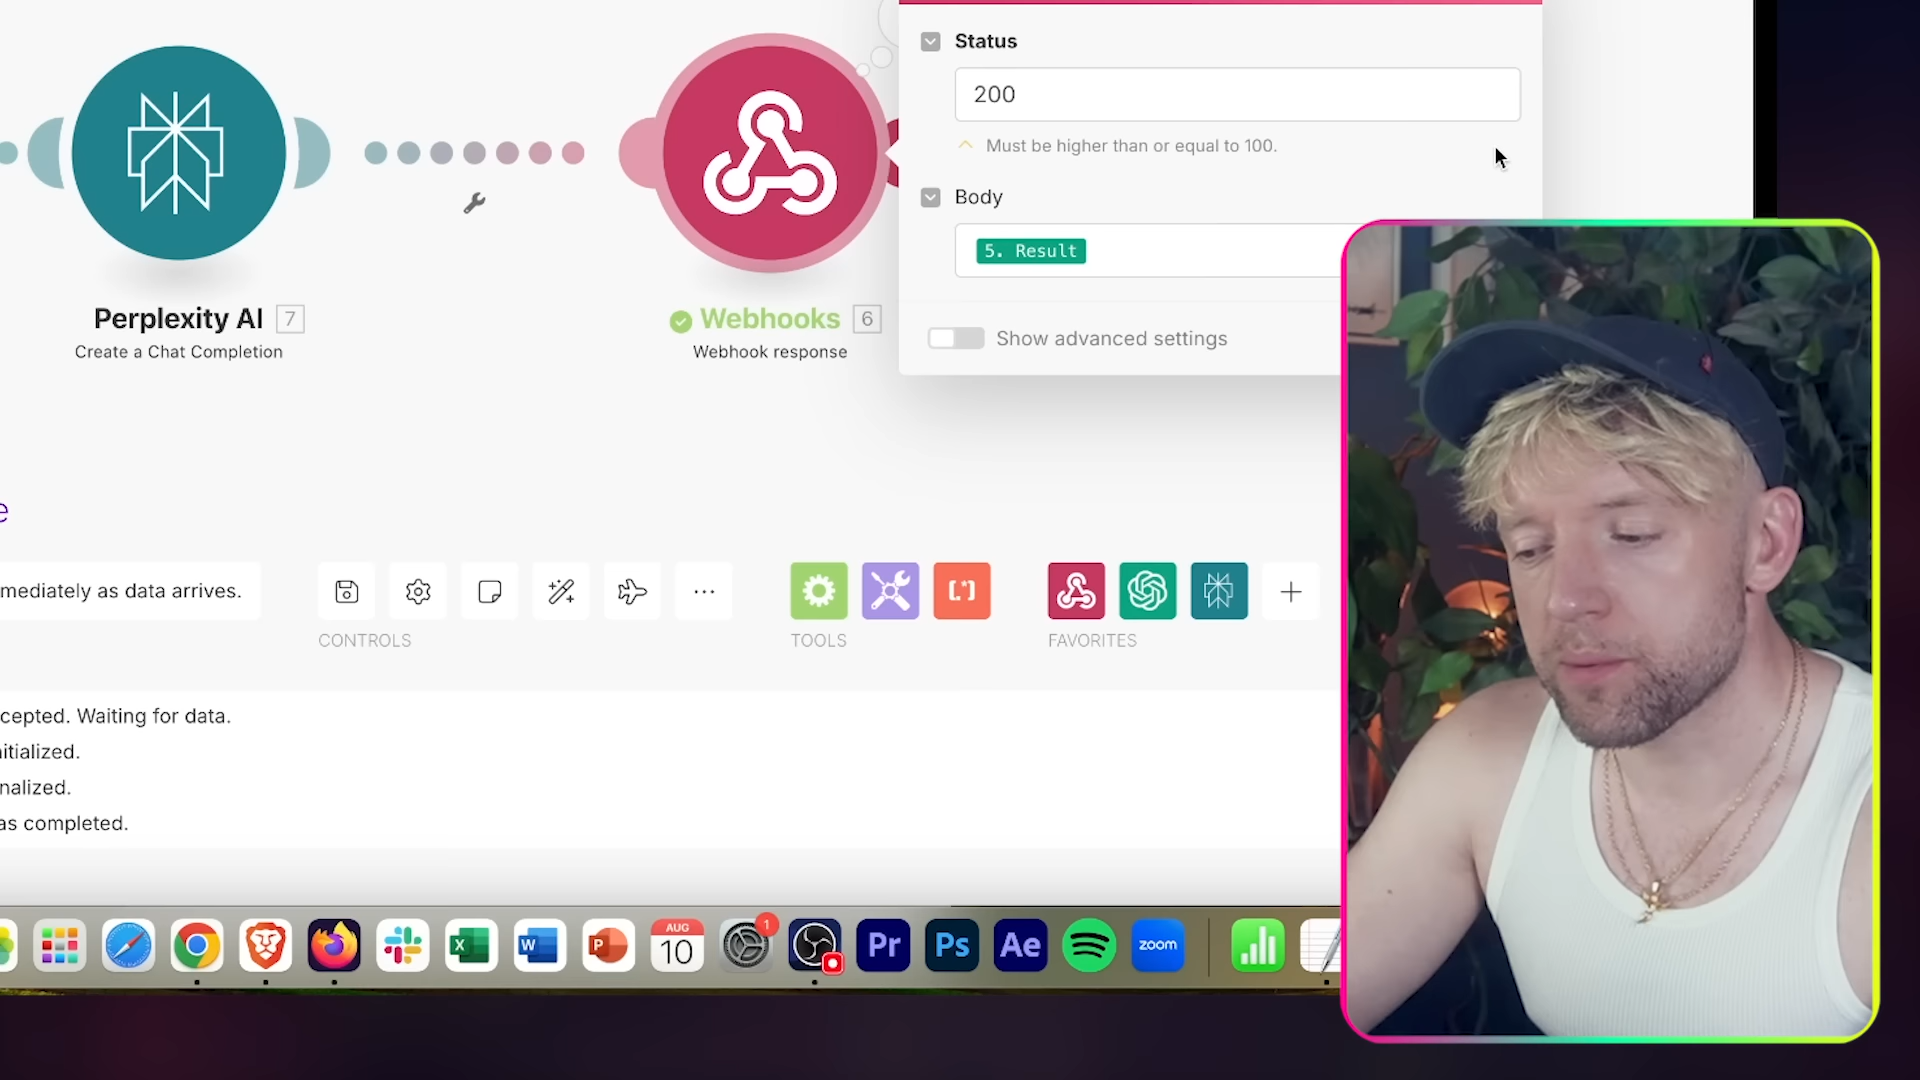 Status
200
Must be higher than or equal to 100.
Body
5. Result
Show advanced settings
Perplexity AI 7
Create a Chat Completion
Webhooks 6
Webhook response
e
mediately as data arrives.
CONTROLS
TOOLS
FAVORITES
cepted. Waiting for data.
itialized.
nalized.
as completed.
X
W
P
AUG
10
1
Pr
Ps
Ae
zoom